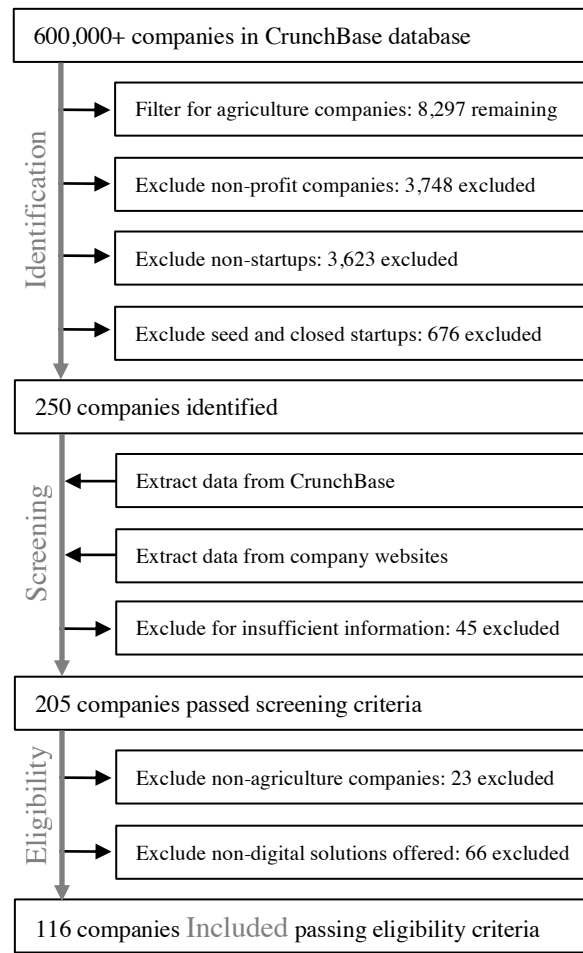 600,000+ companies in CrunchBase database
Filter for agriculture companies: 8,297 remaining
Exclude non-profit companies: 3,748 excluded
Exclude non-startups: 3,623 excluded
Exclude seed and closed startups: 676 excluded
Identification
250 companies identified
Extract data from CrunchBase
Extract data from company websites
Exclude for insufficient information: 45 excluded
Screening
205 companies passed screening criteria
Exclude non-agriculture companies: 23 excluded
Exclude non-digital solutions offered: 66 excluded
Eligibility
116 companies Included passing eligibility criteria